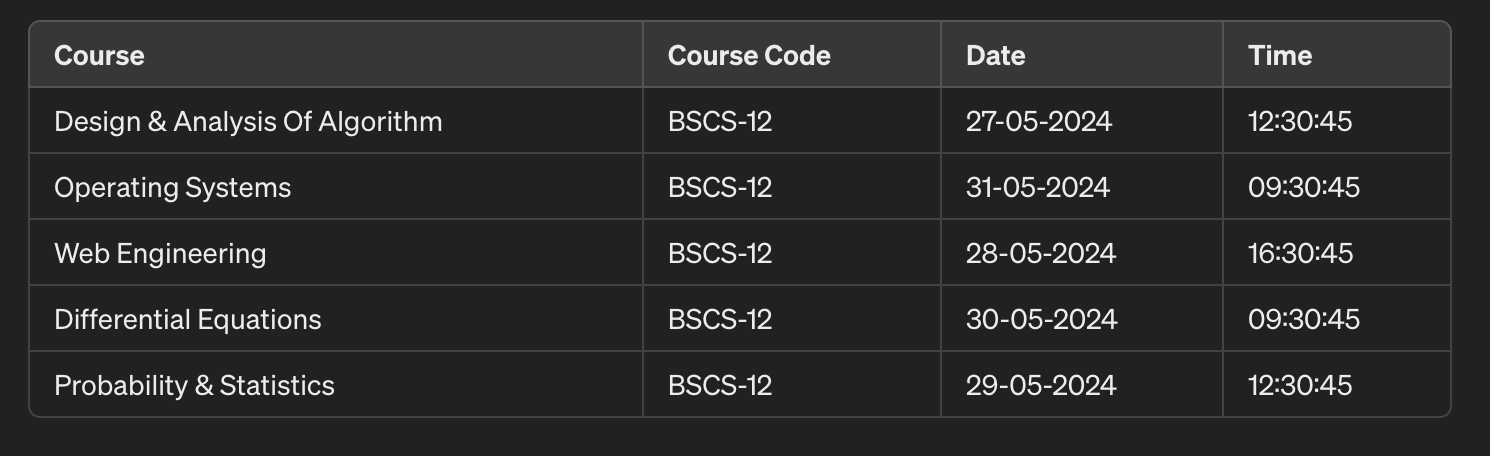 Course Course Code Date Time
Design & Analysis Of Algorithm BSCS-12 27-05-2024 12:30:45
Operating Systems BSCS-12 31-05-2024 09:30:45
Web Engineering BSCS-12 28-05-2024 16:30:45
Differential Equations BSCS-12 30-05-2024 09:30:45
Probability & Statistics BSCS-12 29-05-2024 12:30:45